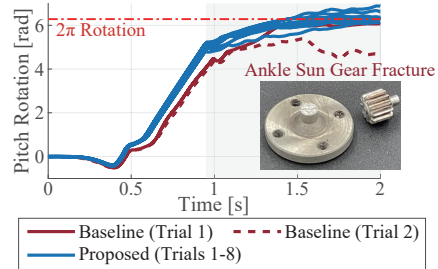 6
4
2
0
Pitch Rotation [rad]
2π Rotation
Ankle Sun Gear Fracture
0
0.5
1
1.5
2
Time [s]
Baseline (Trial 1)
Baseline (Trial 2)
Proposed (Trials 1-8)